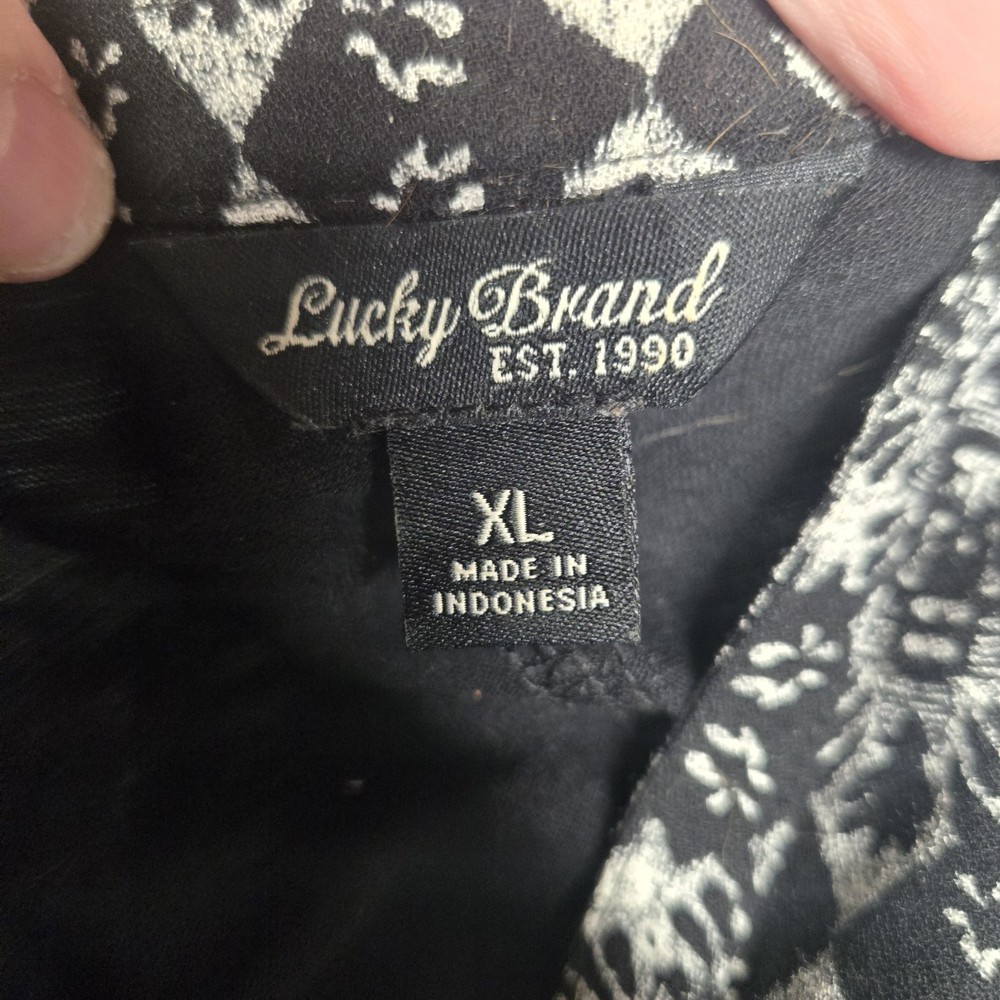 Lucky Brand
EST. 1990
XL
MADE IN
INDONESIA